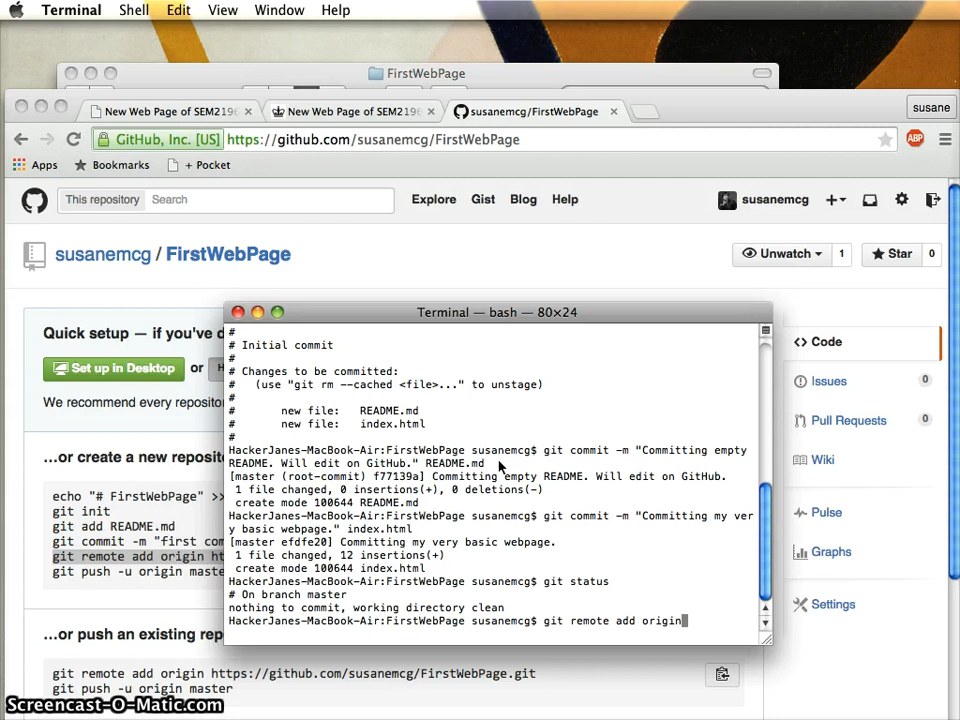 Terminal Shell Edit View Window Help
FirstWebPage
New Web Page of SEM2196 × New Web Page of SEM2196 × susanemcg/FirstWebPage × susane
GitHub, Inc. [US] https://github.com/susanemcg/FirstWebPage ABP
Apps Bookmarks + Pocket
This repository Search Explore Gist Blog Help susanemcg
susanemcg / FirstWebPage Unwatch 1 Star 0
Quick setup — if you've d
Set up in Desktop or H
We recommend every reposito
...or create a new reposite
echo "# FirstWebPage" >>
git init
git add README.md
git commit -m "first com
git remote add origin ht
git push -u origin maste
...or push an existing rep
git remote add origin https://github.com/susanemcg/FirstWebPage.git
git push -u origin master
Terminal — bash — 80×24
#
# Initial commit
#
# Changes to be committed:
#   (use "git rm --cached <file>..." to unstage)
#
#       new file:   README.md
#       new file:   index.html
#
HackerJanes-MacBook-Air:FirstWebPage susanemcg$ git commit -m "Committing empty
README. Will edit on GitHub." README.md
[master (root-commit) f77139a] Committing empty README. Will edit on GitHub.
1 file changed, 0 insertions(+), 0 deletions(-)
create mode 100644 README.md
HackerJanes-MacBook-Air:FirstWebPage susanemcg$ git commit -m "Committing my ver
y basic webpage." index.html
[master efdfe20] Committing my very basic webpage.
1 file changed, 12 insertions(+)
create mode 100644 index.html
HackerJanes-MacBook-Air:FirstWebPage susanemcg$ git status
# On branch master
nothing to commit, working directory clean
HackerJanes-MacBook-Air:FirstWebPage susanemcg$ git remote add origin
Code
Issues 0
Pull Requests 0
Wiki
Pulse
Graphs
Settings
Screencast-O-Matic.com